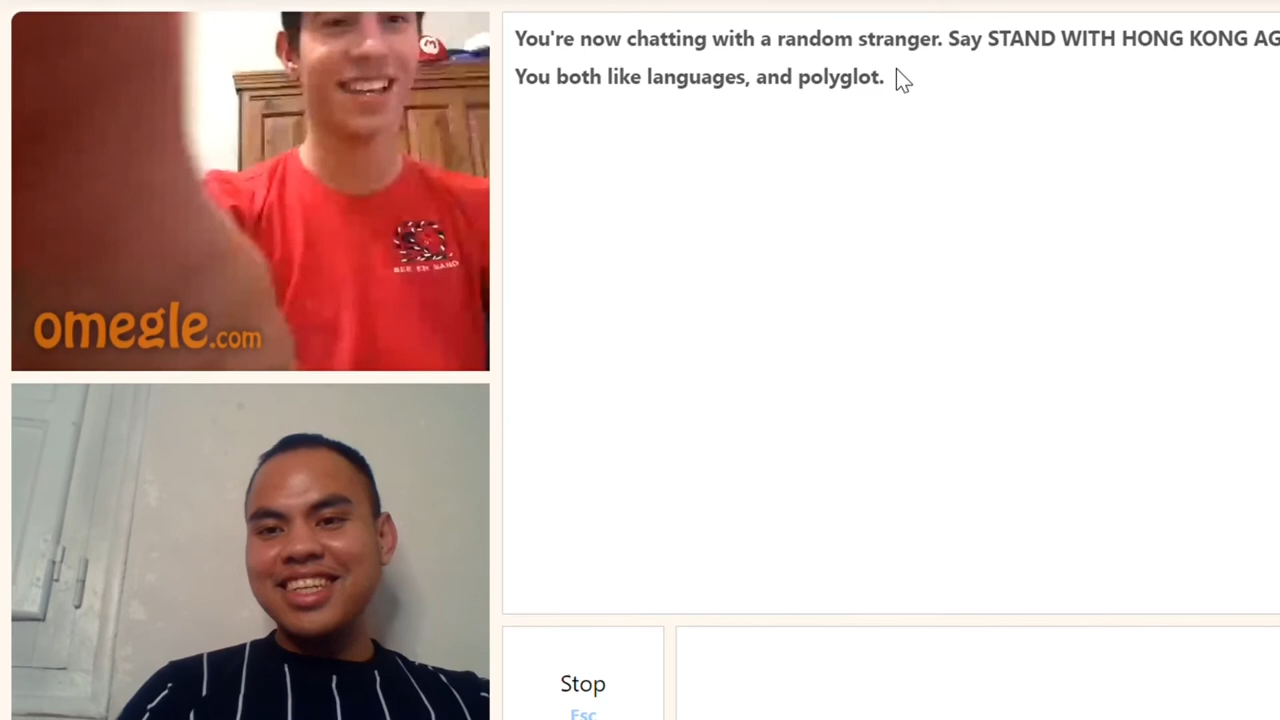 You're now chatting with a random stranger. Say STAND WITH HONG KONG AG
You both like languages, and polyglot.
omegle.com
Stop
Esc